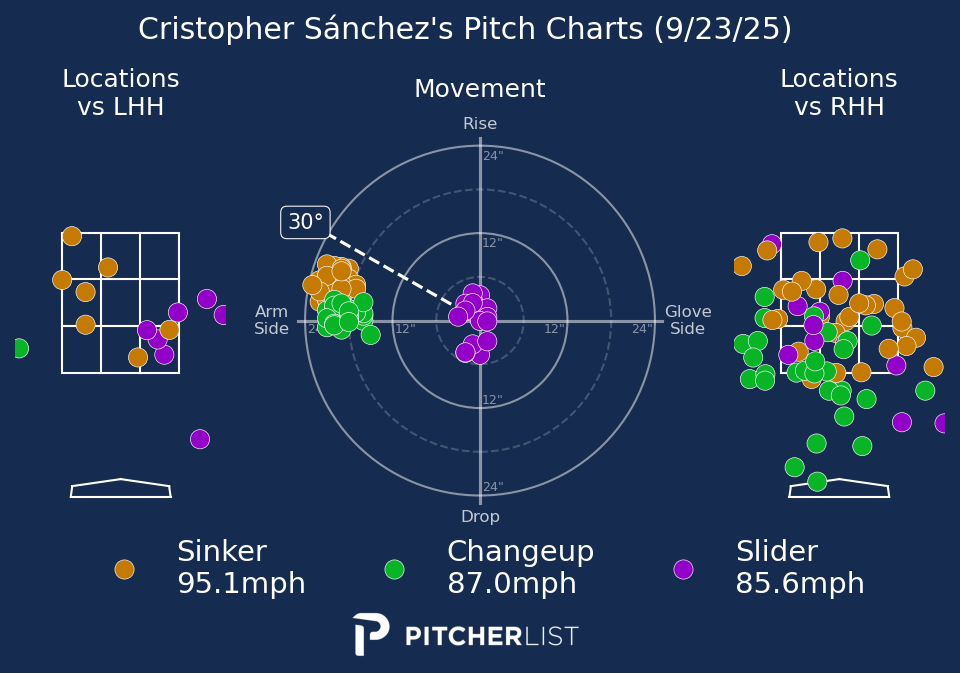 Cristopher Sánchez's Pitch Charts (9/23/25)
Locations
vs LHH
Movement
Locations
vs RHH
Rise
24"
30°
12"
Arm
Side
12"
12"
24"
Glove
Side
12"
24"
Drop
Sinker
95.1mph
Changeup
87.0mph
Slider
85.6mph
PITCHERLIST